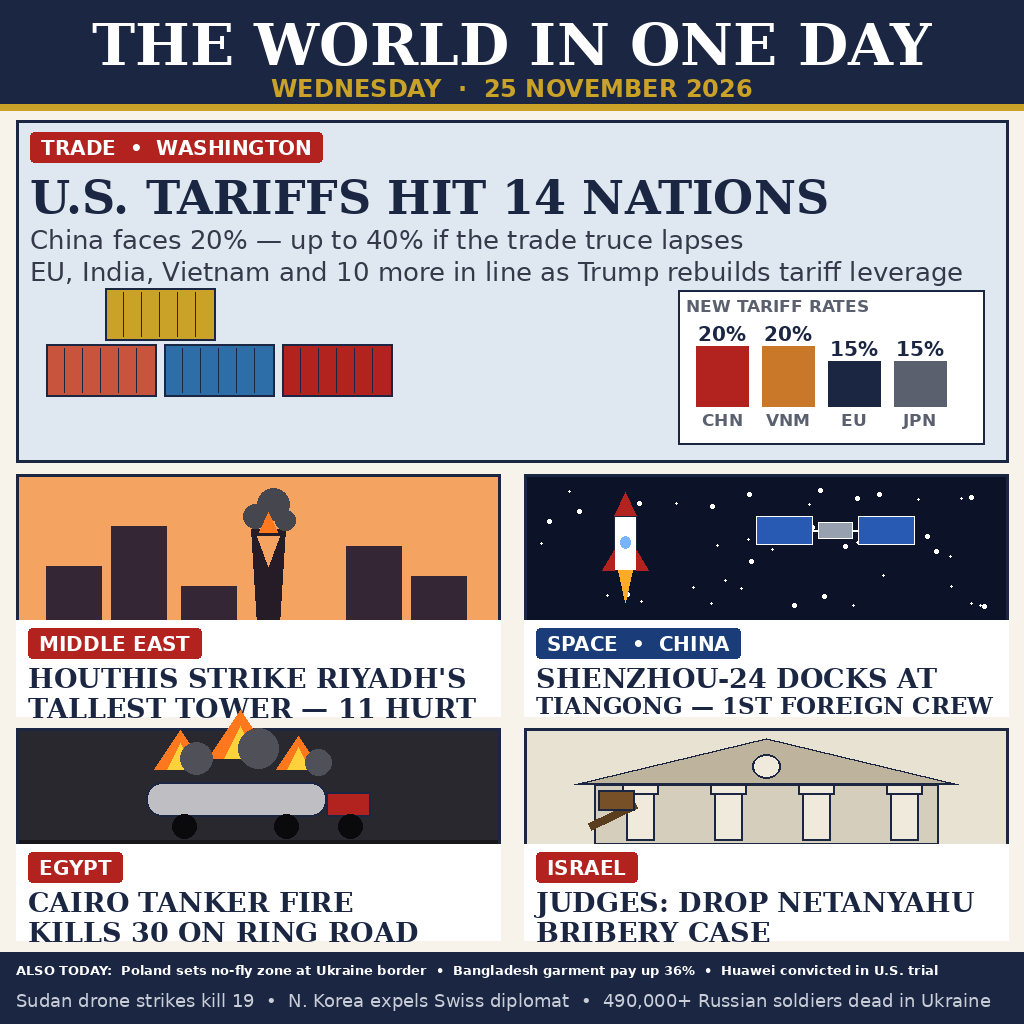 THE WORLD IN ONE DAY
WEDNESDAY · 25 NOVEMBER 2026
TRADE • WASHINGTON
U.S. TARIFFS HIT 14 NATIONS
China faces 20% — up to 40% if the trade truce lapses
EU, India, Vietnam and 10 more in line as Trump rebuilds tariff leverage
NEW TARIFF RATES
20% 20% 15% 15%
CHN VNM EU JPN
MIDDLE EAST
HOUTHIS STRIKE RIYADH'S
TALLEST TOWER — 11 HURT
SPACE • CHINA
SHENZHOU-24 DOCKS AT
TIANGONG — 1ST FOREIGN CREW
EGYPT
CAIRO TANKER FIRE
KILLS 30 ON RING ROAD
ISRAEL
JUDGES: DROP NETANYAHU
BRIBERY CASE
ALSO TODAY: Poland sets no-fly zone at Ukraine border • Bangladesh garment pay up 36% • Huawei convicted in U.S. trial
Sudan drone strikes kill 19 • N. Korea expels Swiss diplomat • 490,000+ Russian soldiers dead in Ukraine